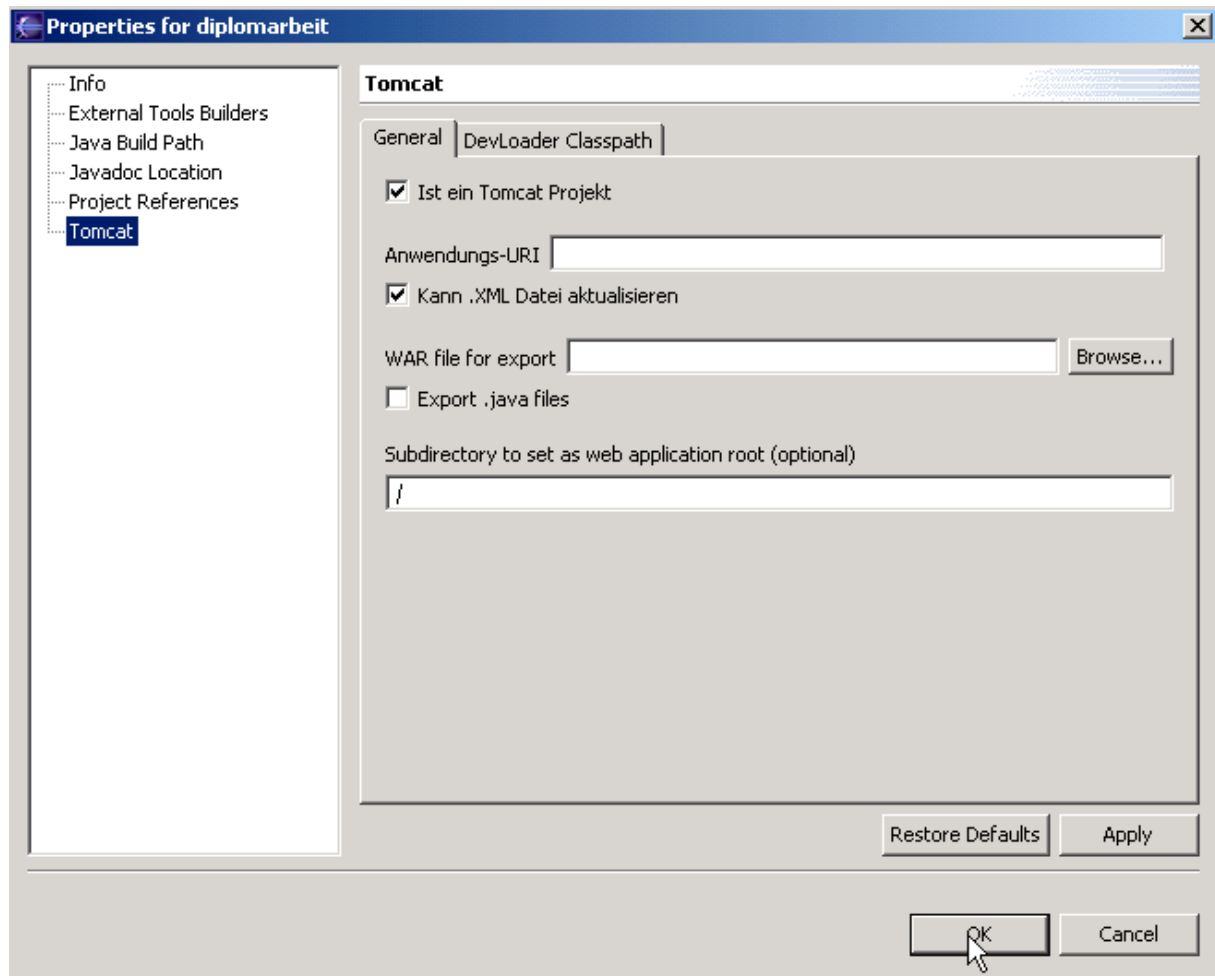 Properties for diplomarbeit
Info
External Tools Builders
Java Build Path
Javadoc Location
Project References
Tomcat
Tomcat
General
DevLoader Classpath
Ist ein Tomcat Projekt
Anwendungs-URI
Kann .XML Datei aktualisieren
WAR file for export
Browse...
Export .java files
Subdirectory to set as web application root (optional)
/
Restore Defaults
Apply
OK
Cancel